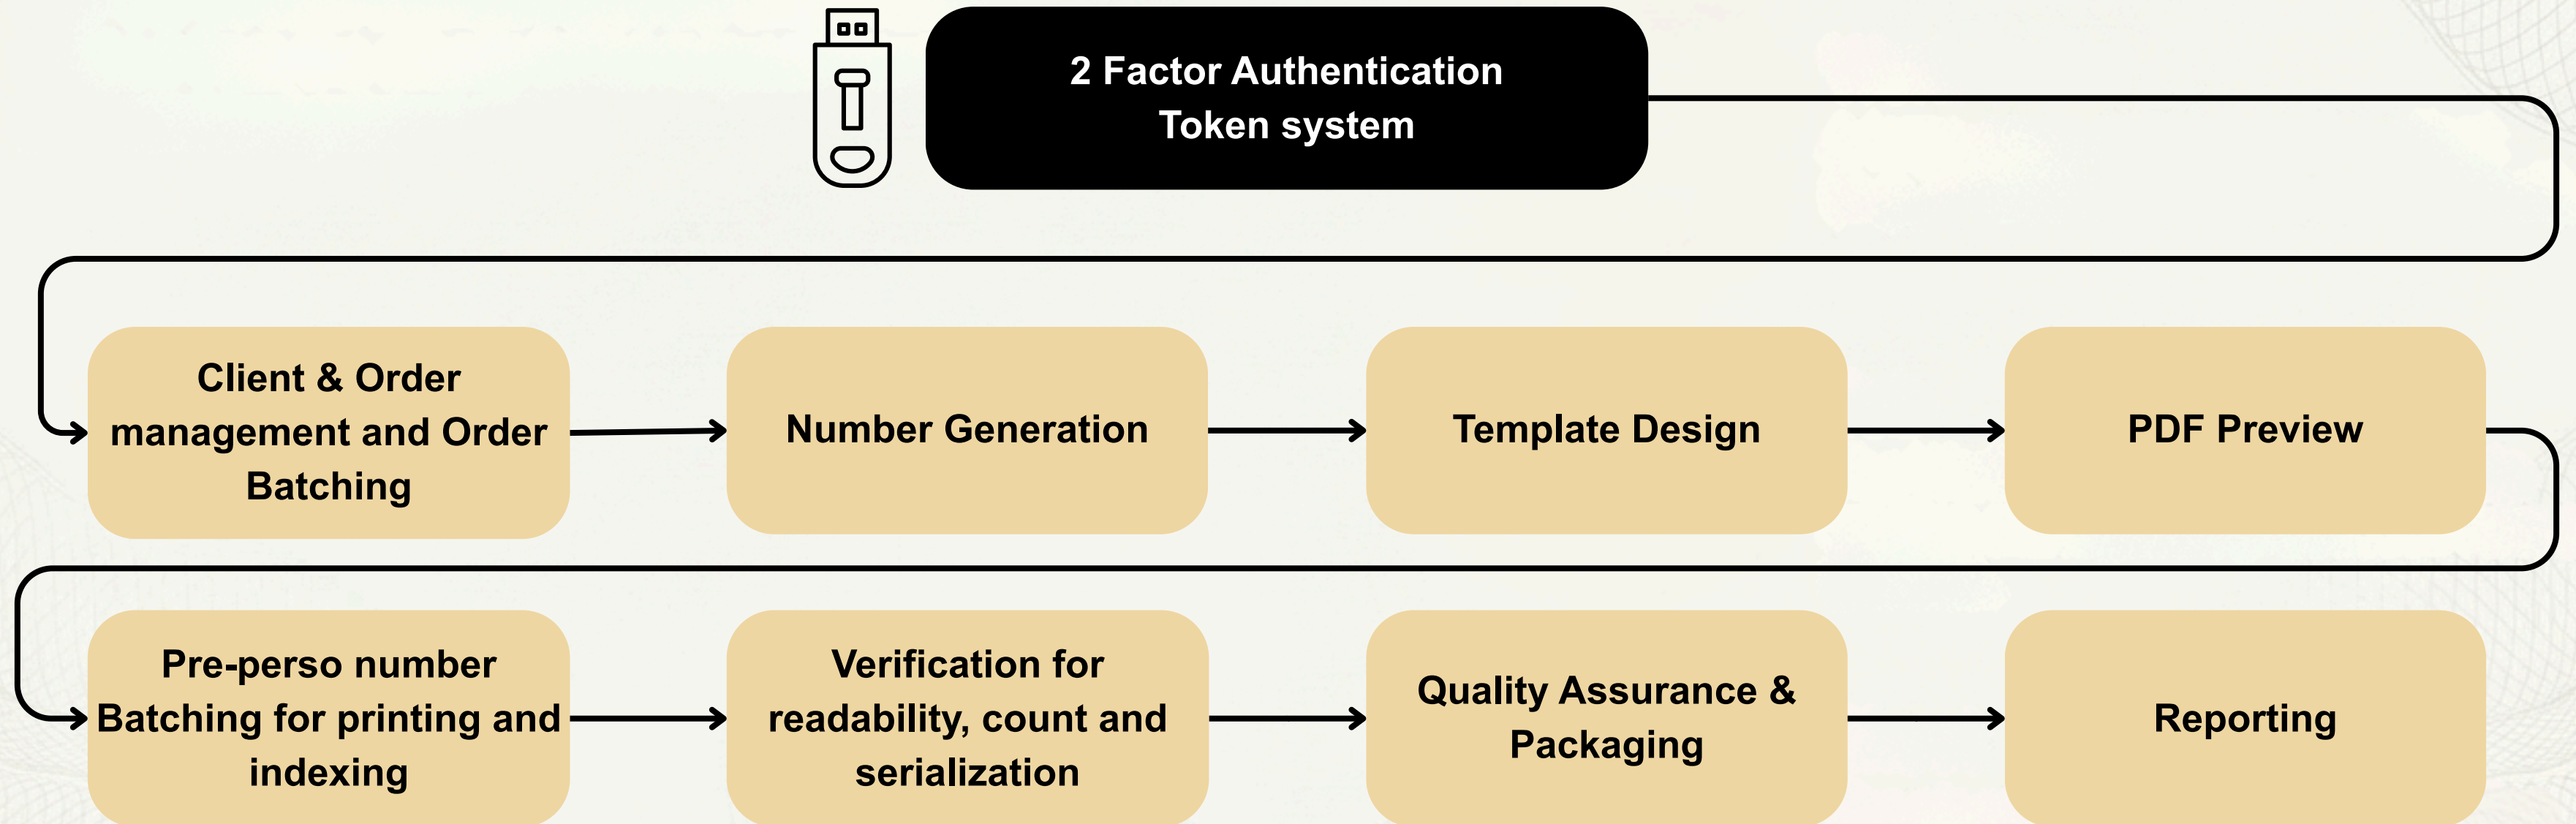 2 Factor Authentication
Token system
Client & Order
management and Order
Batching
Number Generation
Template Design
PDF Preview
Pre-perso number
Batching for printing and
indexing
Verification for
readability, count and
serialization
Quality Assurance &
Packaging
Reporting